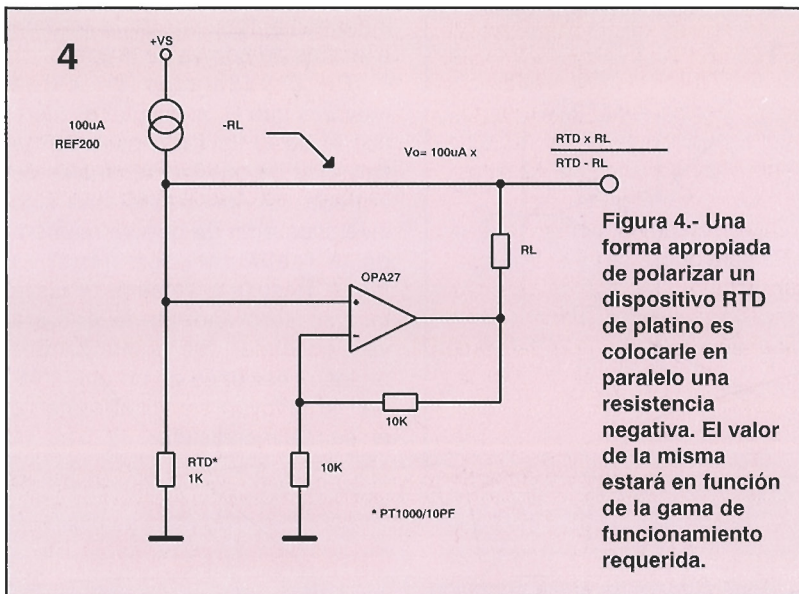 4
+VS
100uA
REF200
-RL
Vo= 100uA x
RTD x RL
RTD - RL
RL
OPA27
+
-
10K
RTD*
1K
10K
* PT1000/10PF
Figura 4.- Una
forma apropiada
de polarizar un
dispositivo RTD
de platino es
colocarle en
paralelo una
resistencia
negativa. El valor
de la misma
estará en función
de la gama de
funcionamiento
requerida.